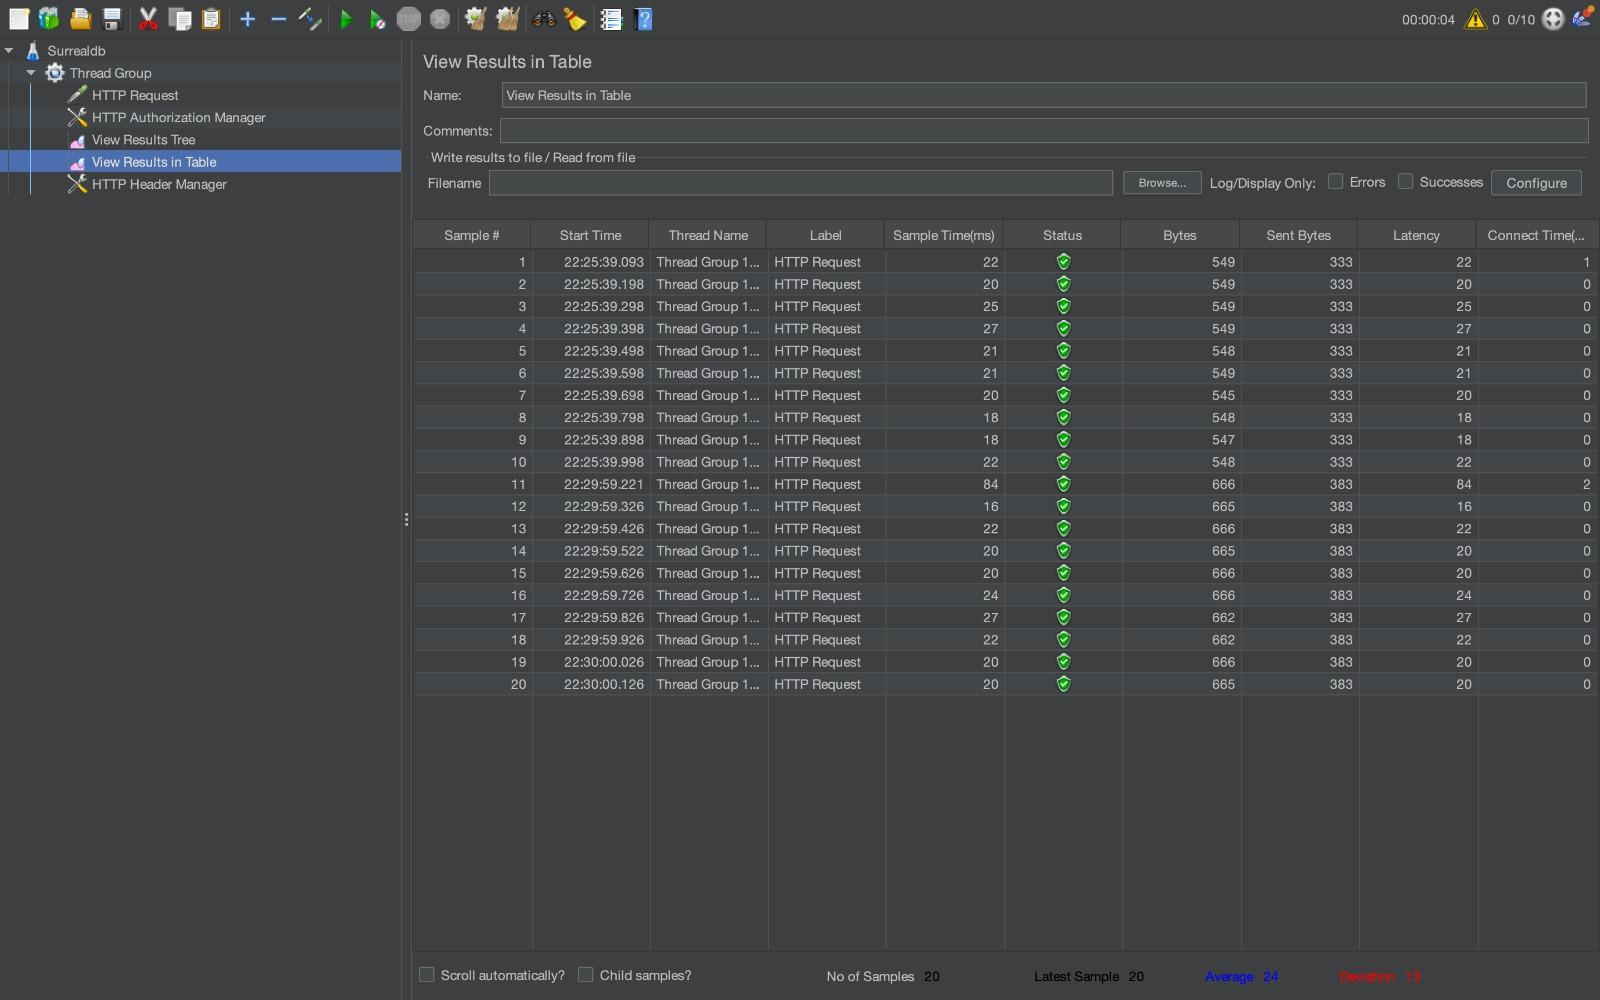 00:00:04 0 0/10
Surrealdb
Thread Group
HTTP Request
HTTP Authorization Manager
View Results Tree
View Results in Table
HTTP Header Manager
View Results in Table
Name: View Results in Table
Comments:
Write results to file / Read from file
Filename Browse... Log/Display Only: Errors Successes Configure
Sample # Start Time Thread Name Label Sample Time(ms) Status Bytes Sent Bytes Latency Connect Time(...
1 22:25:39.093 Thread Group 1... HTTP Request 22 549 333 22 1
2 22:25:39.198 Thread Group 1... HTTP Request 20 549 333 20 0
3 22:25:39.298 Thread Group 1... HTTP Request 25 549 333 25 0
4 22:25:39.398 Thread Group 1... HTTP Request 27 549 333 27 0
5 22:25:39.498 Thread Group 1... HTTP Request 21 548 333 21 0
6 22:25:39.598 Thread Group 1... HTTP Request 21 549 333 21 0
7 22:25:39.698 Thread Group 1... HTTP Request 20 545 333 20 0
8 22:25:39.798 Thread Group 1... HTTP Request 18 548 333 18 0
9 22:25:39.898 Thread Group 1... HTTP Request 18 547 333 18 0
10 22:25:39.998 Thread Group 1... HTTP Request 22 548 333 22 0
11 22:29:59.221 Thread Group 1... HTTP Request 84 666 383 84 2
12 22:29:59.326 Thread Group 1... HTTP Request 16 665 383 16 0
13 22:29:59.426 Thread Group 1... HTTP Request 22 666 383 22 0
14 22:29:59.522 Thread Group 1... HTTP Request 20 665 383 20 0
15 22:29:59.626 Thread Group 1... HTTP Request 20 666 383 20 0
16 22:29:59.726 Thread Group 1... HTTP Request 24 666 383 24 0
17 22:29:59.826 Thread Group 1... HTTP Request 27 662 383 27 0
18 22:29:59.926 Thread Group 1... HTTP Request 22 662 383 22 0
19 22:30:00.026 Thread Group 1... HTTP Request 20 666 383 20 0
20 22:30:00.126 Thread Group 1... HTTP Request 20 665 383 20 0
Scroll automatically? Child samples? No of Samples 20 Latest Sample 20 Average 24 Deviation 13